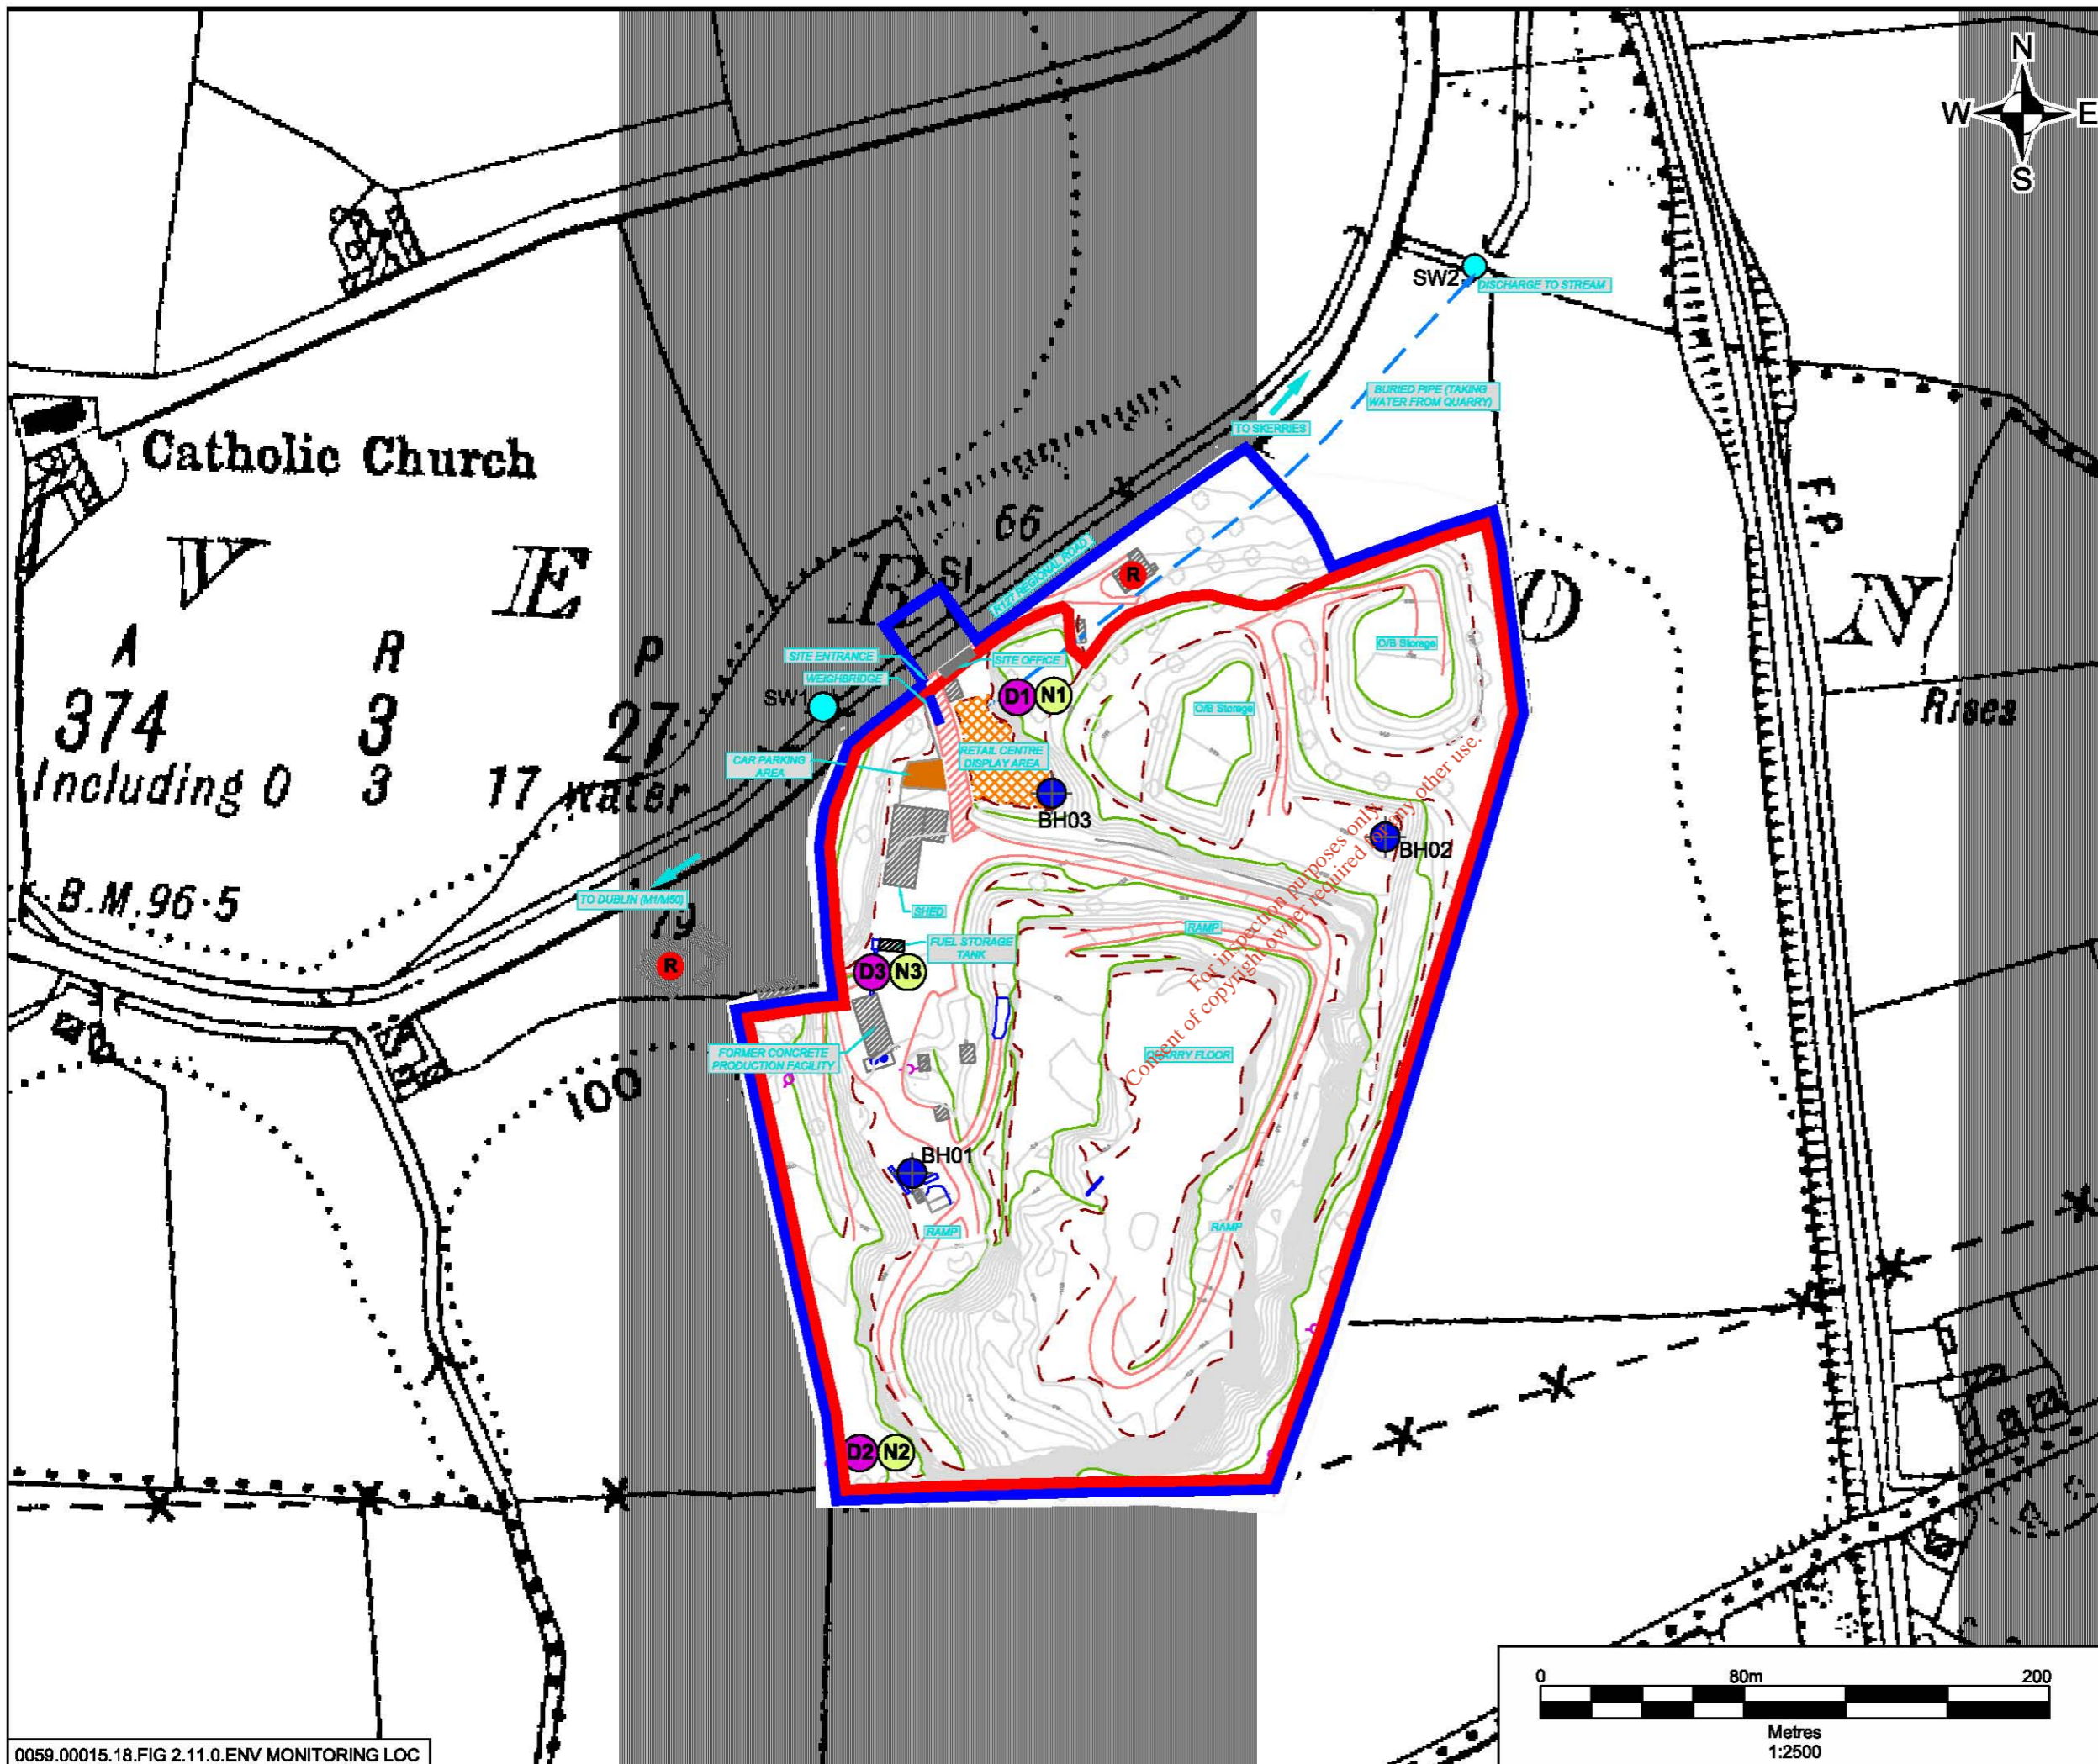 N
W E
S
SW2
DISCHARGE TO STREAM
BURIED PIPE (TAKING
WATER FROM QUARRY)
TO SKERRIES
Catholic Church
F.P.
V E R O N
66
Sl
R127 REGIONAL ROAD
R
A R P
374 3 27
Including 0 3 17 water
SITE ENTRANCE
SITE OFFICE
WEIGHBRIDGE
O/B Storage
SW1
D1 N1
O/B Storage
Rises
RETAIL CENTRE
DISPLAY AREA
CAR PARKING
AREA
BH03
BH02
For inspection purposes only.
Consent of copyright owner required for any other use.
B.M. 96·5
TO DUBLIN (M1/M50)
79
SHED
RAMP
FUEL STORAGE
TANK
R
D3 N3
FORMER CONCRETE
PRODUCTION FACILITY
QUARRY FLOOR
100
BH01
RAMP
RAMP
D2 N2
0 80m 200
Metres
1:2500
0059.00015.18.FIG 2.11.0.ENV MONITORING LOC